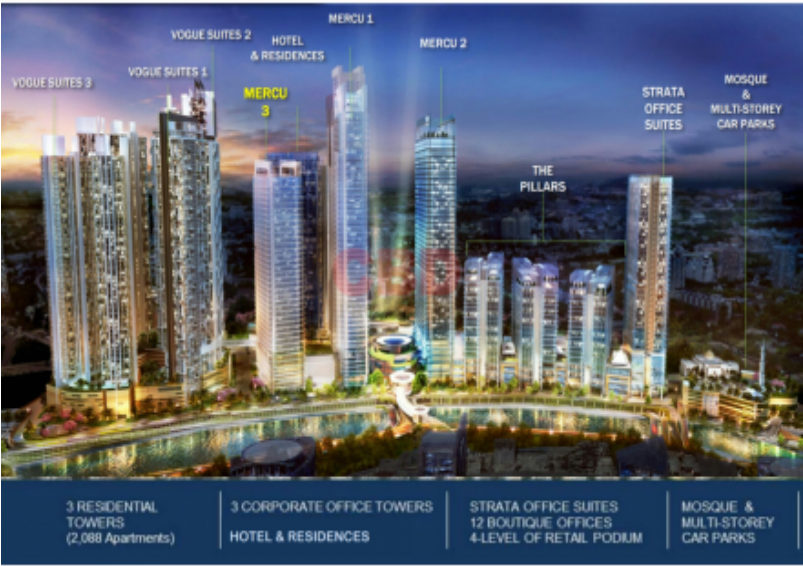 MERCU 1
VOGUE SUITES 2
HOTEL
& RESIDENCES
MERCU 2
VOGUE SUITES 1
VOGUE SUITES 3
MERCU
3
STRATA
OFFICE
SUITES
MOSQUE
&
MULTI-STOREY
CAR PARKS
THE
PILLARS
3 RESIDENTIAL
TOWERS
(2,088 Apartments)
3 CORPORATE OFFICE TOWERS
HOTEL & RESIDENCES
STRATA OFFICE SUITES
12 BOUTIQUE OFFICES
4-LEVEL OF RETAIL PODIUM
MOSQUE &
MULTI-STOREY
CAR PARKS